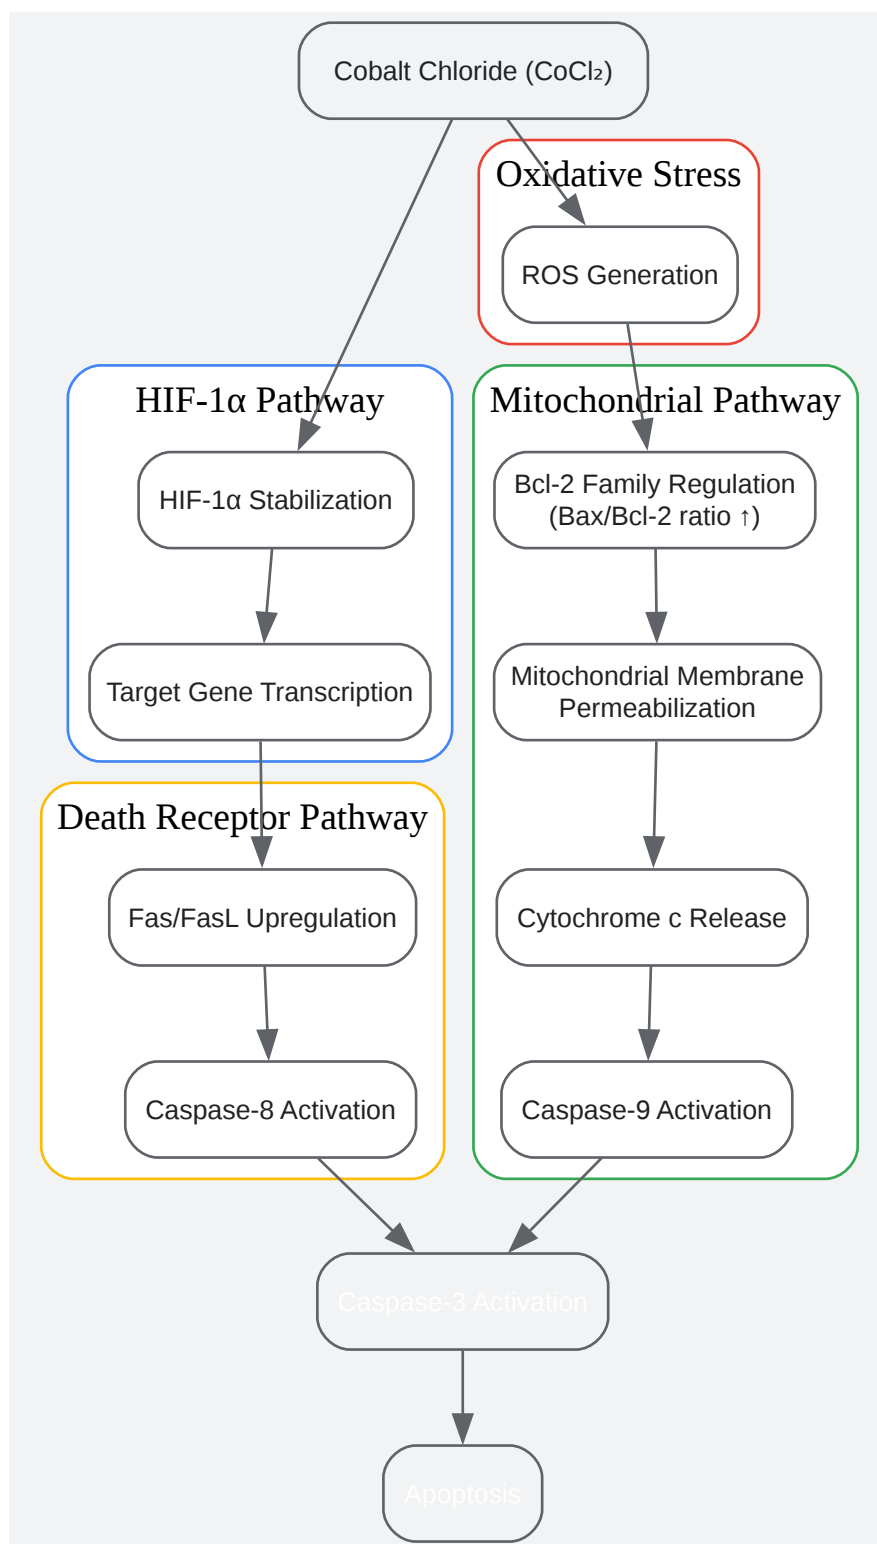 Cobalt Chloride (CoCl₂)
Oxidative Stress
ROS Generation
HIF-1α Pathway
HIF-1α Stabilization
Target Gene Transcription
Mitochondrial Pathway
Bcl-2 Family Regulation
(Bax/Bcl-2 ratio ↑)
Mitochondrial Membrane
Permeabilization
Death Receptor Pathway
Fas/FasL Upregulation
Caspase-8 Activation
Cytochrome c Release
Caspase-9 Activation
Caspase-3 Activation
Apoptosis